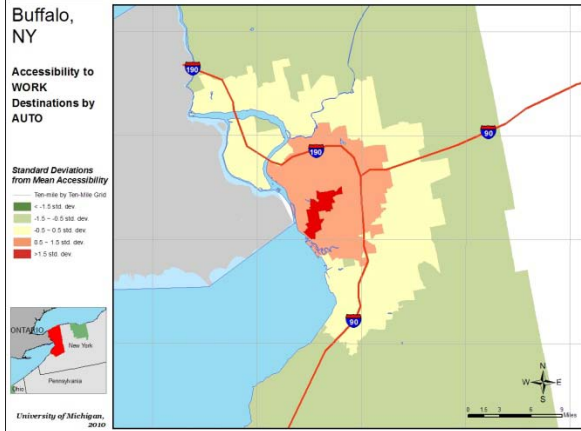 Buffalo,
NY
Accessibility to
WORK
Destinations by
AUTO
Standard Deviations
from Mean Accessibility
Ten-mile by Ten-Mile Grid
< -1.5 std. dev.
-1.5 – -0.5 std. dev.
-0.5 – 0.5 std. dev.
0.5 – 1.5 std. dev.
>1.5 std. dev.
ONTARIO
New York
Pennsylvania
Ohio
University of Michigan,
2010
190
190
90
90
N
W E
S
0 1.5 3 6 9
Miles